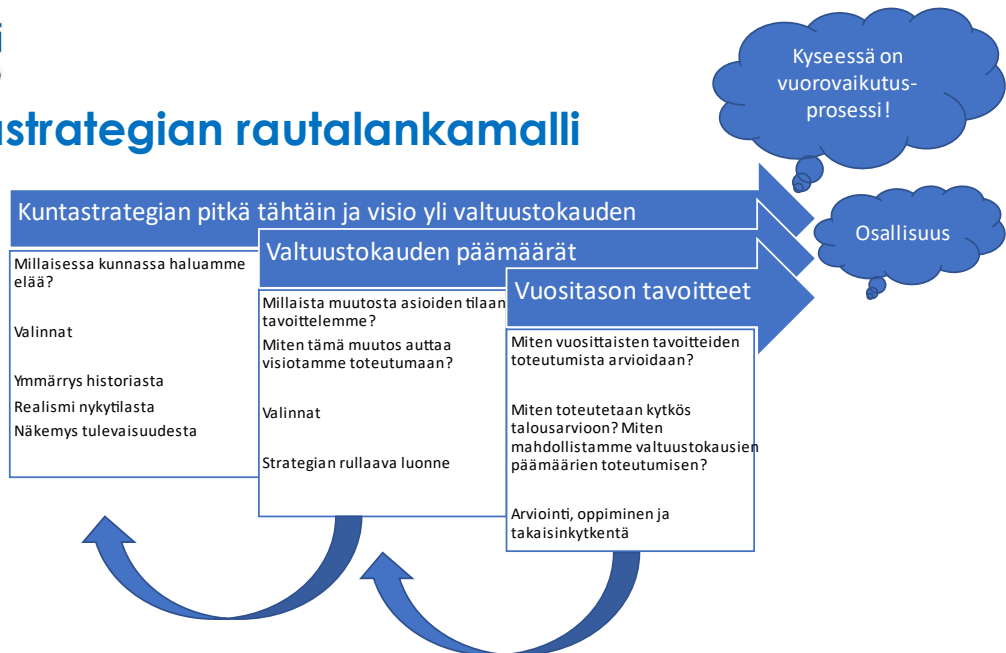 strategian rautalankamalli
Kyseessä on
vuorovaikutus-
prosessi!
Kuntastrategian pitkä tähtäin ja visio yli valtuustokauden
Osallisuus
Millaisessa kunnassa haluamme
elää?
Valinnat
Ymmärrys historiasta
Realismi nykytilasta
Näkemys tulevaisuudesta
Valtuustokauden päämäärät
Millaista muutosta asioiden tilaan
tavoittelemme?
Miten tämä muutos auttaa
visiotamme toteutumaan?
Valinnat
Strategian rullaava luonne
Vuositason tavoitteet
Miten vuosittaisten tavoitteiden
toteutumista arvioidaan?
Miten toteutetaan kytkös
talousarvioon? Miten
mahdollistamme valtuustokausien
päämäärien toteutumisen?
Arviointi, oppiminen ja
takaisinkytkentä